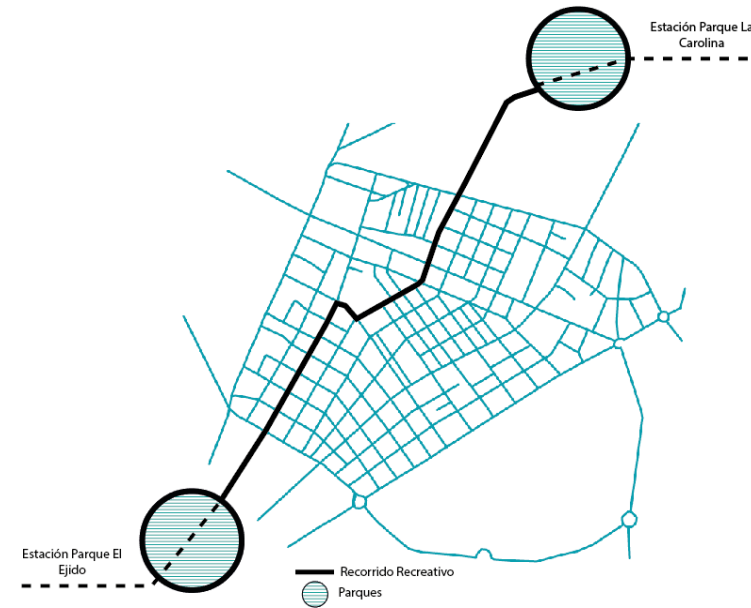 Estación Parque La
Carolina
Estación Parque El
Ejido
Recorrido Recreativo
Parques